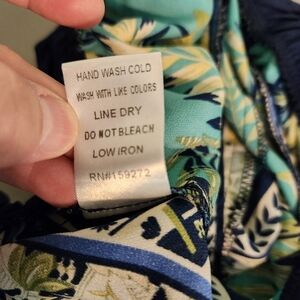 HAND WASH COLD
WASH WITH LIKE COLORS
LINE DRY
DO NOT BLEACH
LOW IRON
RN#159272